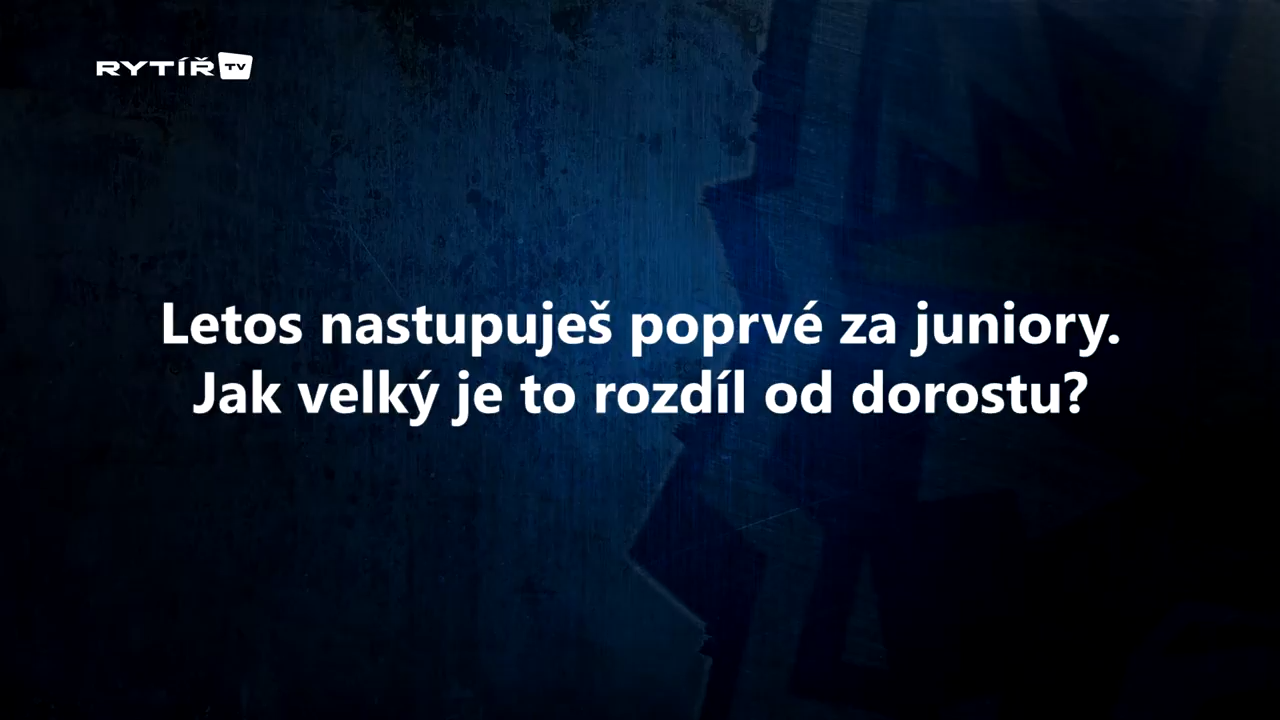 RYTÍŘ TV
Letos nastupuješ poprvé za juniory.
Jak velký je to rozdíl od dorostu?